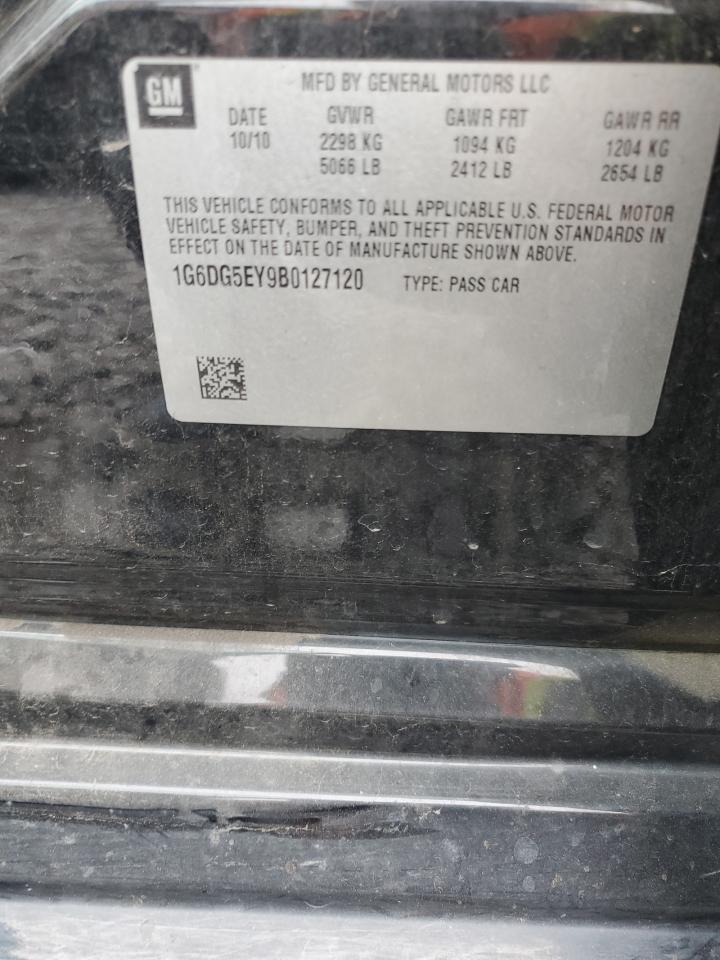 GM
MFD BY GENERAL MOTORS LLC
DATE GVWR GAWR FRT GAWR RR
10/10 2298 KG 1094 KG 1204 KG
5066 LB 2412 LB 2654 LB
THIS VEHICLE CONFORMS TO ALL APPLICABLE U.S. FEDERAL MOTOR
VEHICLE SAFETY, BUMPER, AND THEFT PREVENTION STANDARDS IN
EFFECT ON THE DATE OF MANUFACTURE SHOWN ABOVE.
1G6DG5EY9B0127120 TYPE: PASS CAR